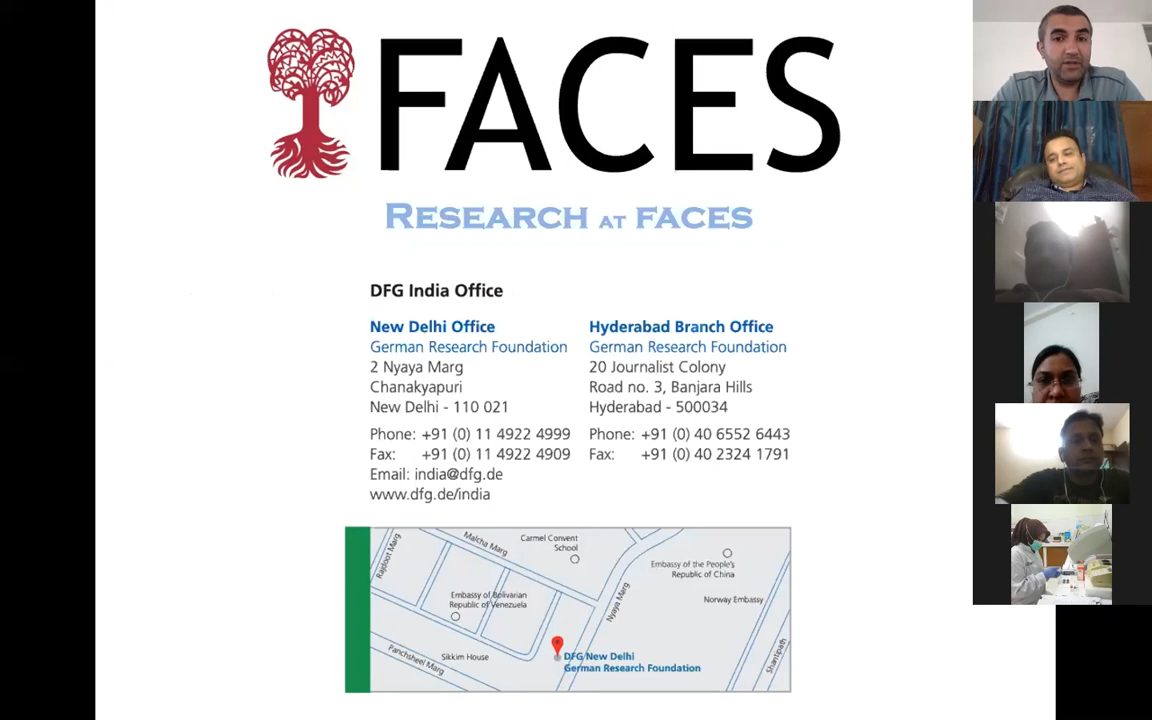 FACES
RESEARCH AT FACES
DFG India Office
New Delhi Office
German Research Foundation
2 Nyaya Marg
Chanakyapuri
New Delhi - 110 021
Phone: +91 (0) 11 4922 4999
Fax: +91 (0) 11 4922 4909
Email: india@dfg.de
www.dfg.de/india
Hyderabad Branch Office
German Research Foundation
20 Journalist Colony
Road no. 3, Banjara Hills
Hyderabad - 500034
Phone: +91 (0) 40 6552 6443
Fax: +91 (0) 40 2324 1791
Rajdoot Marg
Malcha Marg
Carmel Convent
School
Embassy of the People's
Republic of China
Embassy of Bolivarian
Republic of Venezuela
Nyaya Marg
Norway Embassy
Panchsheel Marg
Sikkim House
DFG New Delhi
German Research Foundation
Shantipath